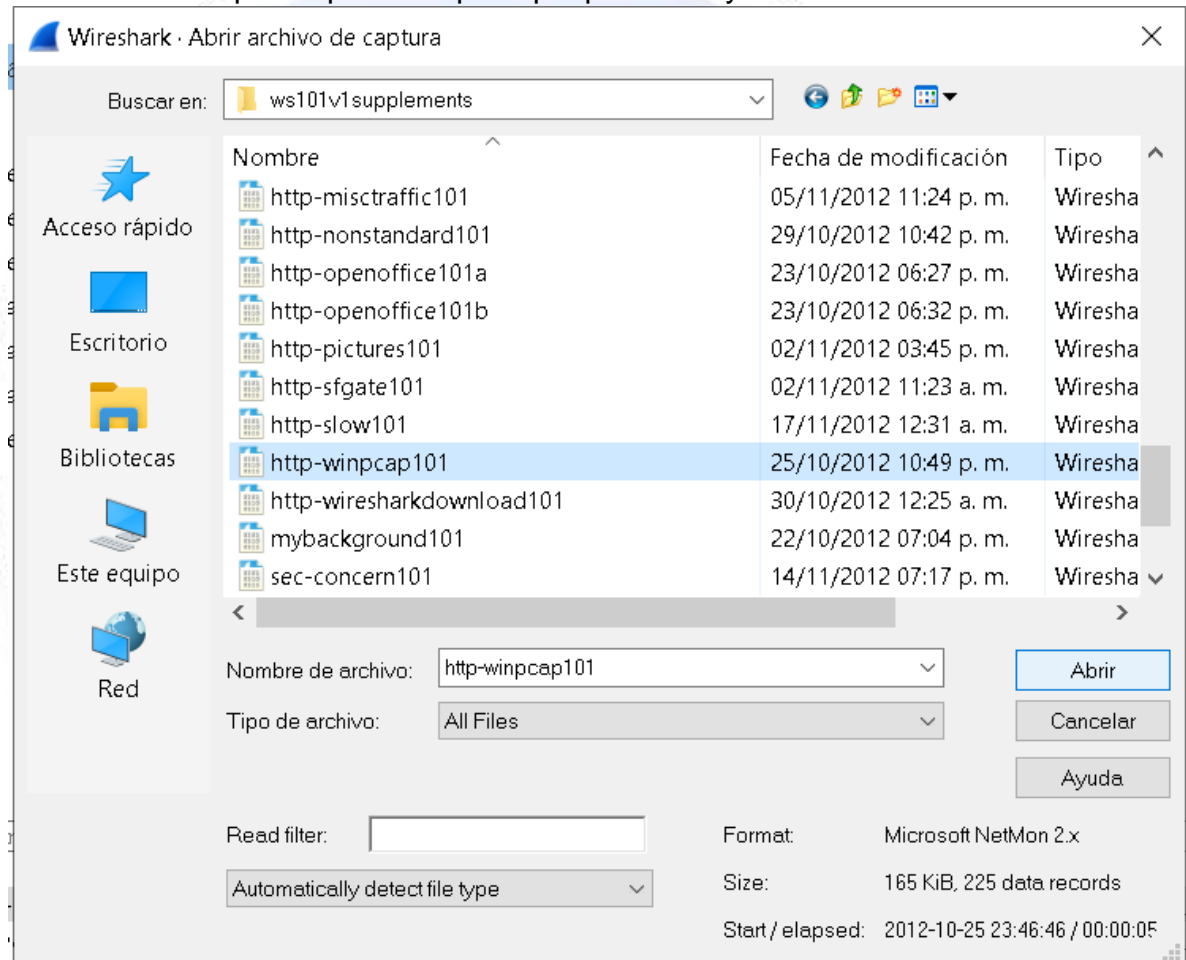 Wireshark · Abrir archivo de captura
Buscar en: ws101v1supplements
Nombre Fecha de modificación Tipo
http-misctraffic101 05/11/2012 11:24 p. m. Wiresha
http-nonstandard101 29/10/2012 10:42 p. m. Wiresha
http-openoffice101a 23/10/2012 06:27 p. m. Wiresha
http-openoffice101b 23/10/2012 06:32 p. m. Wiresha
http-pictures101 02/11/2012 03:45 p. m. Wiresha
http-sfgate101 02/11/2012 11:23 a. m. Wiresha
http-slow101 17/11/2012 12:31 a. m. Wiresha
http-winpcap101 25/10/2012 10:49 p. m. Wiresha
http-wiresharkdownload101 30/10/2012 12:25 a. m. Wiresha
mybackground101 22/10/2012 07:04 p. m. Wiresha
sec-concern101 14/11/2012 07:17 p. m. Wiresha
Acceso rápido
Escritorio
Bibliotecas
Este equipo
Red
Nombre de archivo: http-winpcap101 Abrir
Tipo de archivo: All Files Cancelar
Ayuda
Read filter:
Automatically detect file type
Format: Microsoft NetMon 2.x
Size: 165 KiB, 225 data records
Start / elapsed: 2012-10-25 23:46:46 / 00:00:05